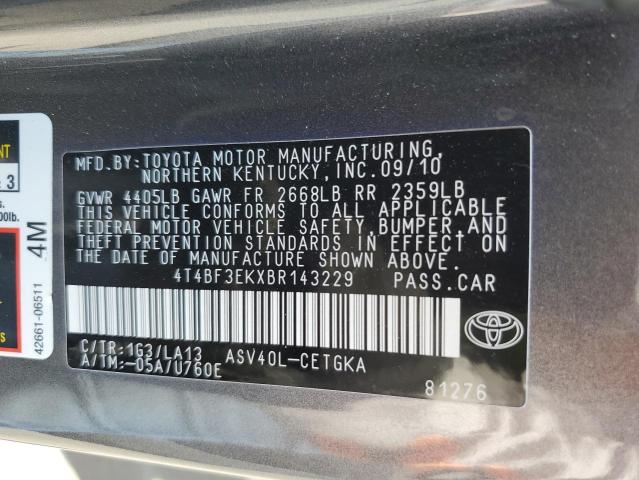 MFD.BY:TOYOTA MOTOR MANUFACTURING,
NORTHERN KENTUCKY,INC.09/10
GVWR 4405LB GAWR FR 2668LB RR 2359LB
THIS VEHICLE CONFORMS TO ALL APPLICABLE
FEDERAL MOTOR VEHICLE SAFETY,BUMPER,AND
THEFT PREVENTION STANDARDS IN EFFECT ON
THE DATE OF MANUFACTURE SHOWN ABOVE.
4T4BF3EKXBR143229 PASS.CAR
C/TR:1G3/LA13 ASV40L-CETGKA
A/TM:-05A/U760E
81276
3
s.
00lb.
42661-06511
4M